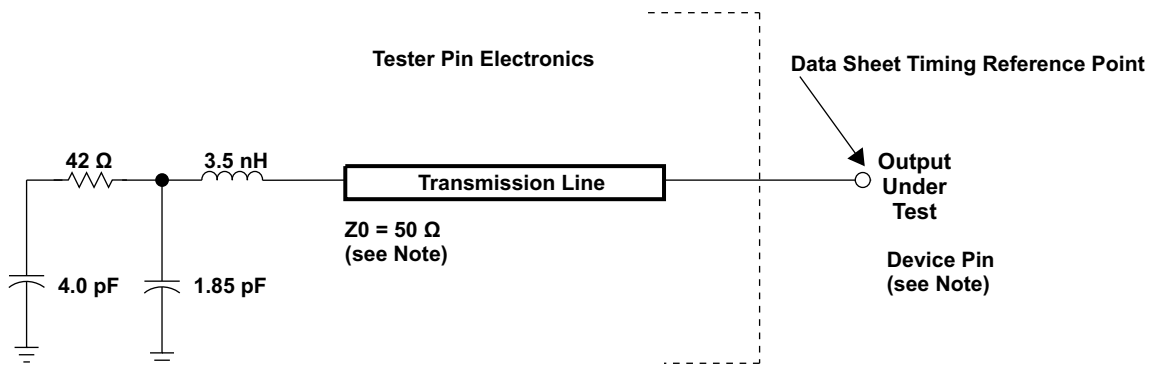 Tester Pin Electronics
Data Sheet Timing Reference Point
42 Ω
3.5 nH
Transmission Line
Output
Under
Test
Z0 = 50 Ω
(see Note)
Device Pin
(see Note)
4.0 pF
1.85 pF